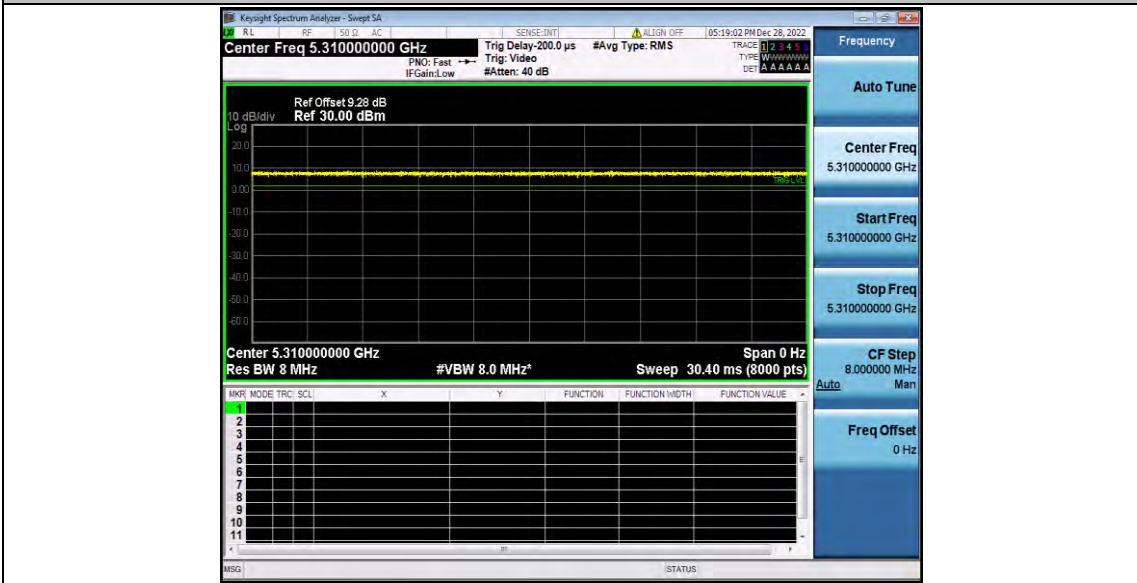 Keysight Spectrum Analyzer - Swept SA
RL RF 50 Ω AC SENSE:INT ALIGN OFF 05:19:02 PM Dec 28, 2022
Center Freq 5.310000000 GHz
PNO: Fast
IFGain:Low
Trig Delay-200.0 µs
Trig: Video
#Atten: 40 dB
#Avg Type: RMS
TRACE 1 2 3 4 5 6
TYPE WWWWWW
DET A A A A A A
Ref Offset 9.28 dB
10 dB/div Ref 30.00 dBm
Log
20.0
10.0
0.00
-10.0
-20.0
-30.0
-40.0
-50.0
-60.0
TRIG LVL
Center 5.310000000 GHz Span 0 Hz
Res BW 8 MHz #VBW 8.0 MHz* Sweep 30.40 ms (8000 pts)
MKR MODE TRC SCL X Y FUNCTION FUNCTION WIDTH FUNCTION VALUE
1
2
3
4
5
6
7
8
9
10
11
MSG STATUS
Frequency
Auto Tune
Center Freq
5.310000000 GHz
Start Freq
5.310000000 GHz
Stop Freq
5.310000000 GHz
CF Step
8.000000 MHz
Auto Man
Freq Offset
0 Hz